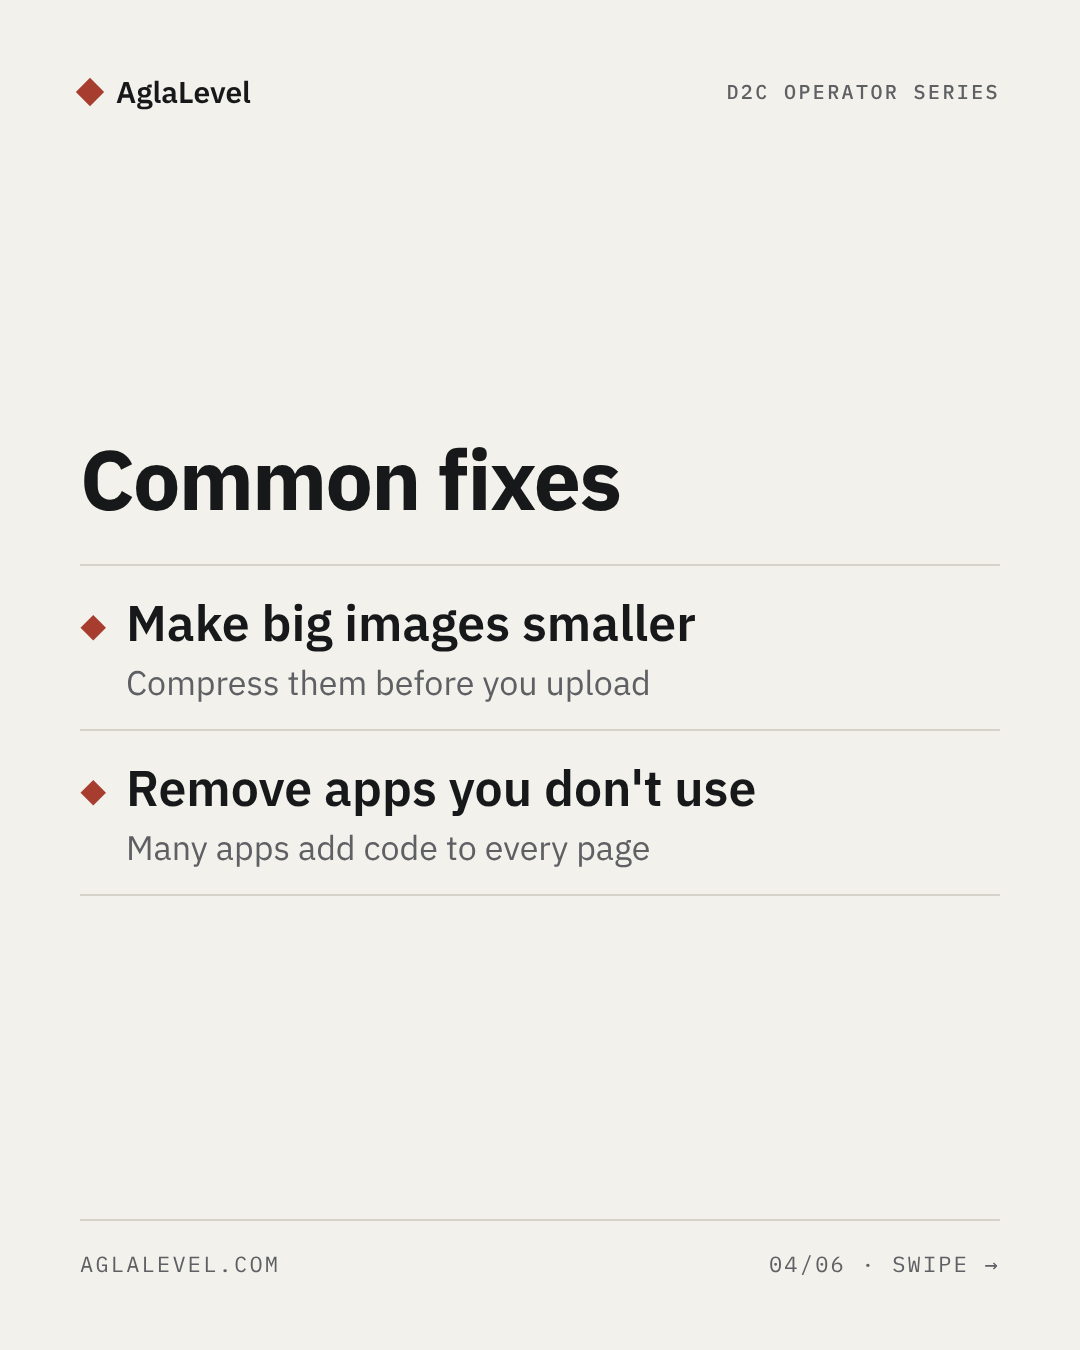 AglaLevel
D2C OPERATOR SERIES
Common fixes
Make big images smaller
Compress them before you upload
Remove apps you don't use
Many apps add code to every page
AGLALEVEL.COM
04/06 · SWIPE →